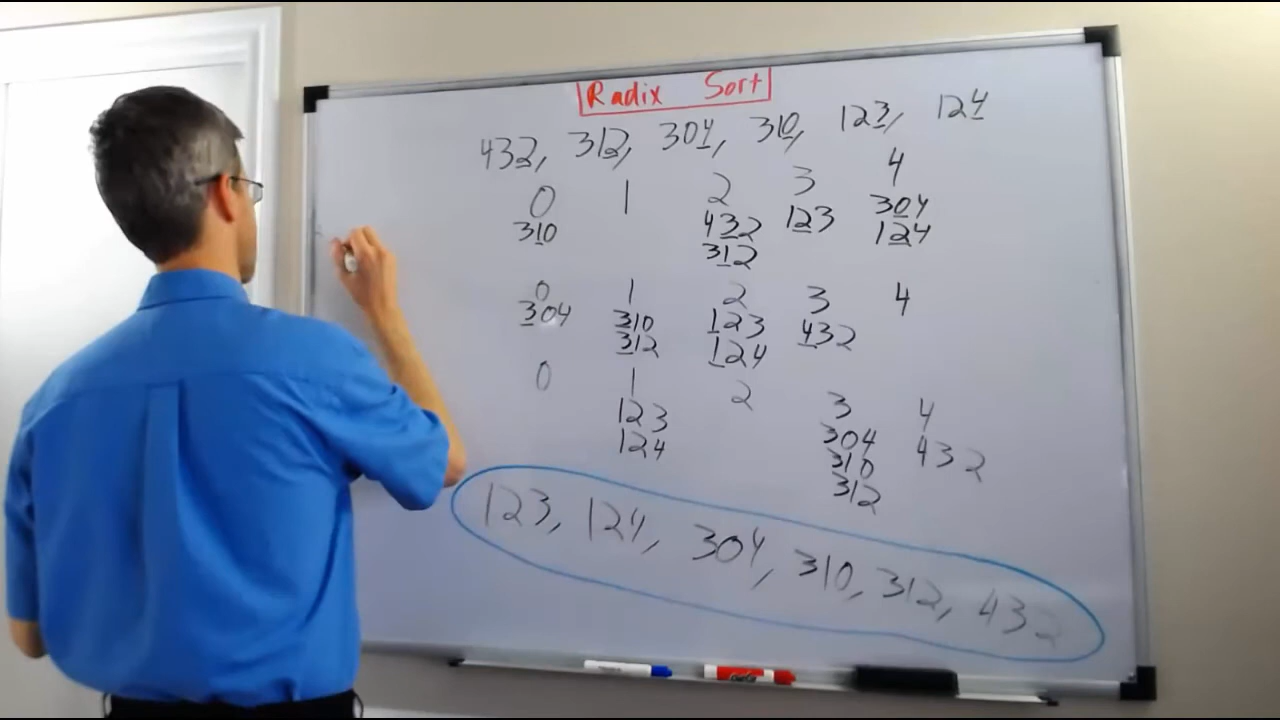 Radix Sort
432, 312, 304, 310, 123, 124
0 1 2 3 4
310 432 123 304
312 124
0 1 2 3 4
304 310 123 432
312 124
0 1 2 3 4
123 304 432
124 310
312
123, 124, 304, 310, 312, 432